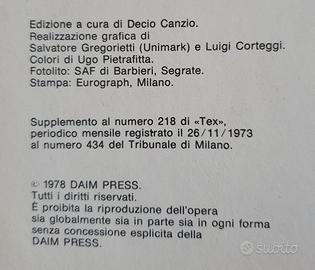 Edizione a cura di Decio Canzio.
Realizzazione grafica di
Salvatore Gregorietti (Unimark) e Luigi Corteggi.
Colori di Ugo Pietrafitta.
Fotolito: SAF di Barbieri, Segrate.
Stampa: Eurograph, Milano.
Supplemento al numero 218 di «Tex»,
periodico mensile registrato il 26/11/1973
al numero 434 del Tribunale di Milano.
© 1978 DAIM PRESS.
Tutti i diritti riservati.
È proibita la riproduzione dell'opera
sia globalmente sia in parte sia in ogni forma
senza concessione esplicita della
DAIM PRESS.
subito